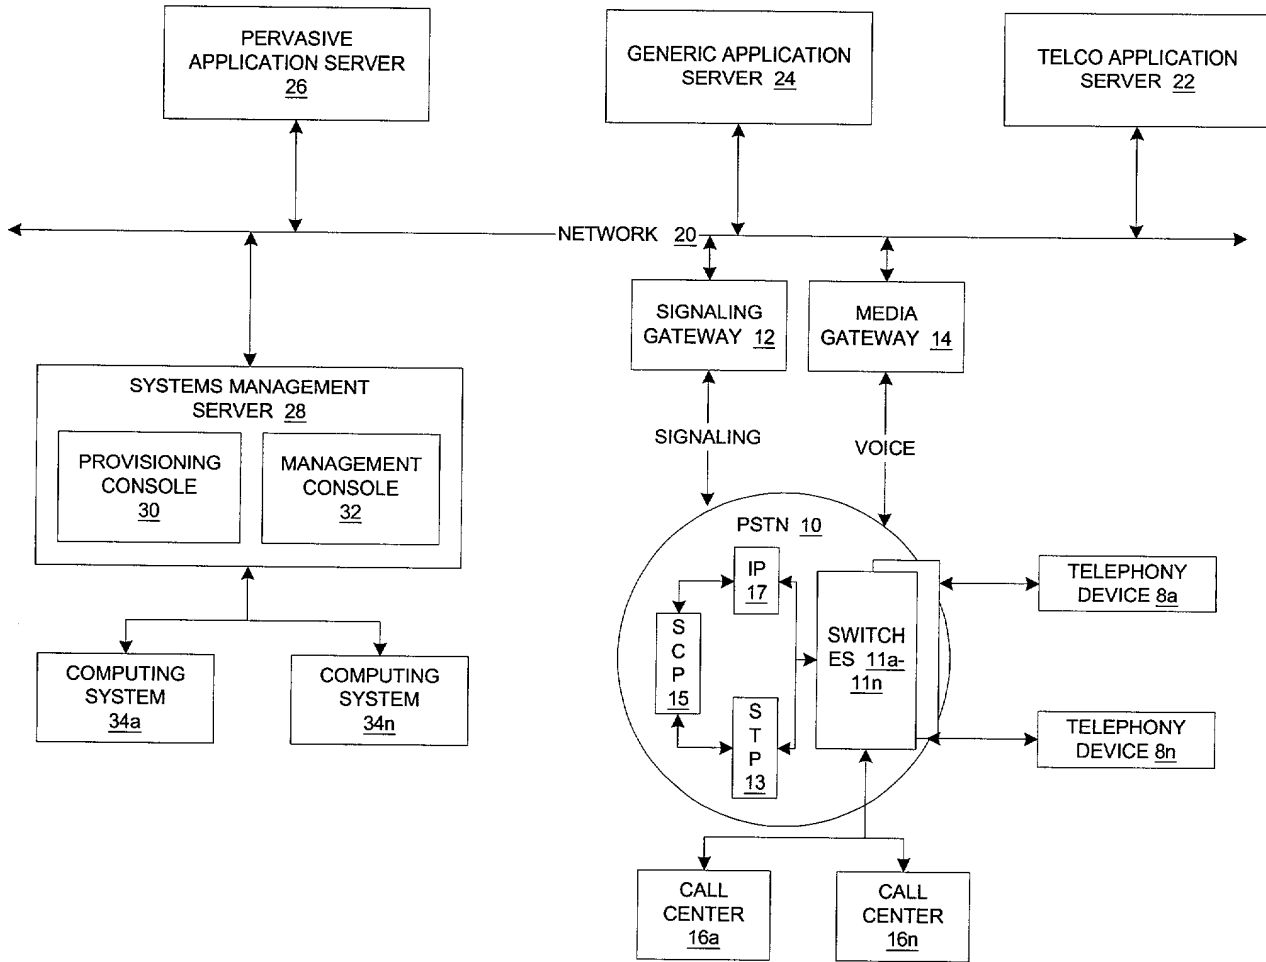 PERVASIVE
APPLICATION SERVER
26
GENERIC APPLICATION
SERVER 24
TELCO APPLICATION
SERVER 22
NETWORK 20
SIGNALING
GATEWAY 12
MEDIA
GATEWAY 14
SYSTEMS MANAGEMENT
SERVER 28
PROVISIONING
CONSOLE
30
MANAGEMENT
CONSOLE
32
SIGNALING
VOICE
PSTN 10
IP
17
S
C
P
15
S
T
P
13
SWITCH
ES 11a-
11n
TELEPHONY
DEVICE 8a
TELEPHONY
DEVICE 8n
COMPUTING
SYSTEM
34a
COMPUTING
SYSTEM
34n
CALL
CENTER
16a
CALL
CENTER
16n